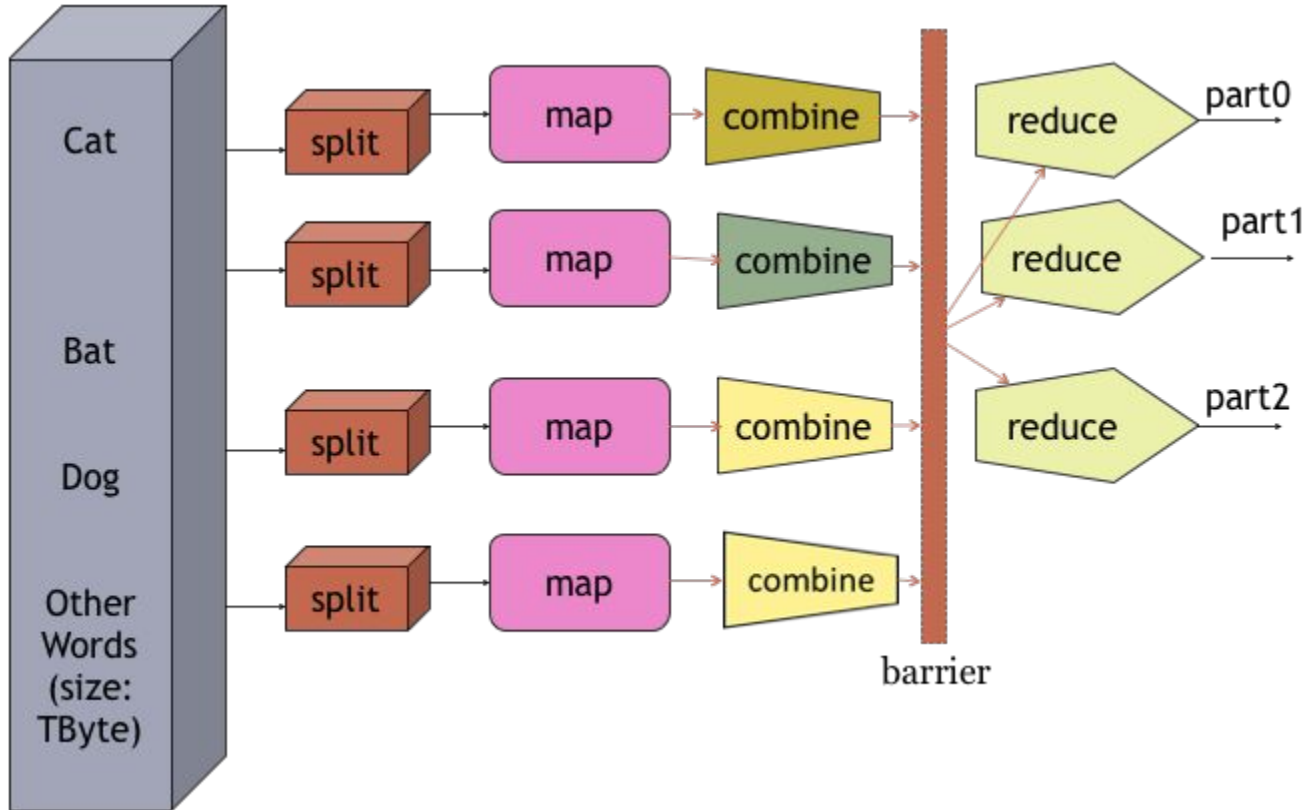 Cat
Bat
Dog
Other
Words
(size:
TByte)
split
map
combine
reduce
part0
split
map
combine
reduce
part1
split
map
combine
reduce
part2
split
map
combine
barrier